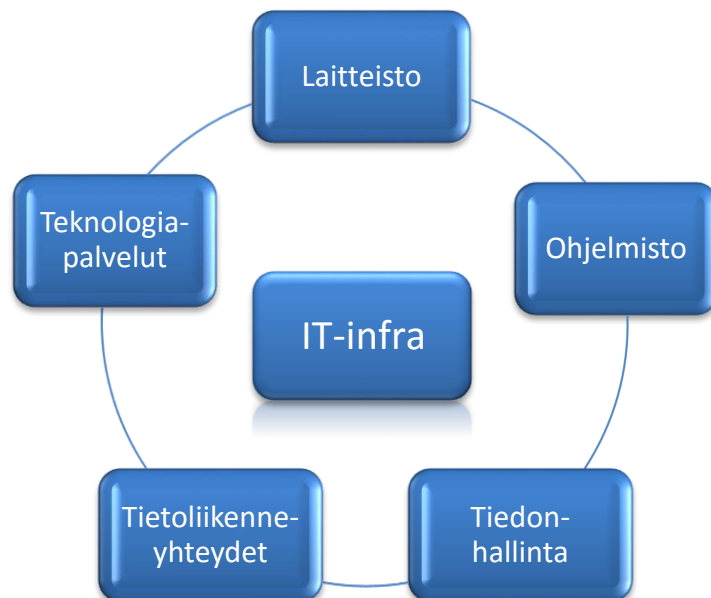 Laitteisto
Teknologia-
palvelut
Ohjelmisto
IT-infra
Tietoliikenne-
yhteydet
Tiedon-
hallinta